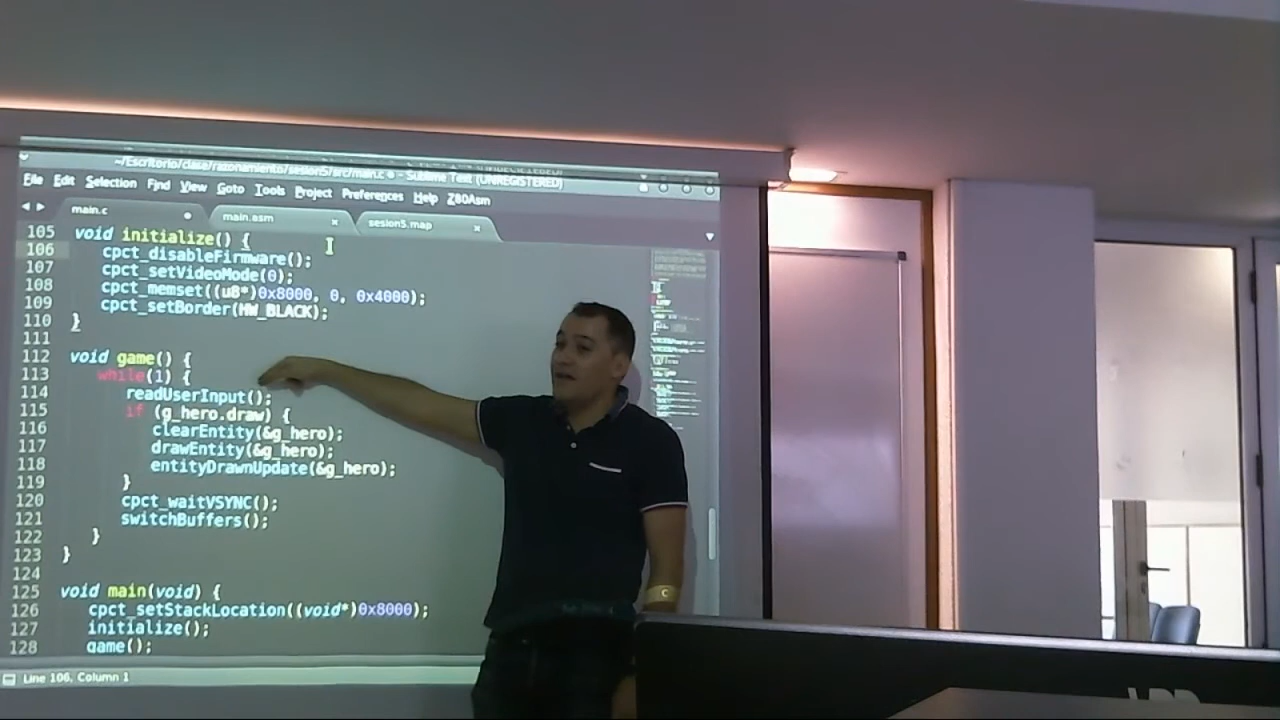 ~/Escritorio/clase/razonamiento/sesion5/src/main.c • - Sublime Text (UNREGISTERED)
File Edit Selection Find View Goto Tools Project Preferences Help Z80Asm
main.c main.asm sesion5.map
105 void initialize() {
106 cpct_disableFirmware();
107 cpct_setVideoMode(0);
108 cpct_memset((u8*)0x8000, 0, 0x4000);
109 cpct_setBorder(HW_BLACK);
110 }
111
112 void game() {
113 while(1) {
114 readUserInput();
115 if (g_hero.draw) {
116 clearEntity(&g_hero);
117 drawEntity(&g_hero);
118 entityDrawnUpdate(&g_hero);
119 }
120 cpct_waitVSYNC();
121 switchBuffers();
122 }
123 }
124
125 void main(void) {
126 cpct_setStackLocation((void*)0x8000);
127 initialize();
128 game();
Line 106, Column 1
C